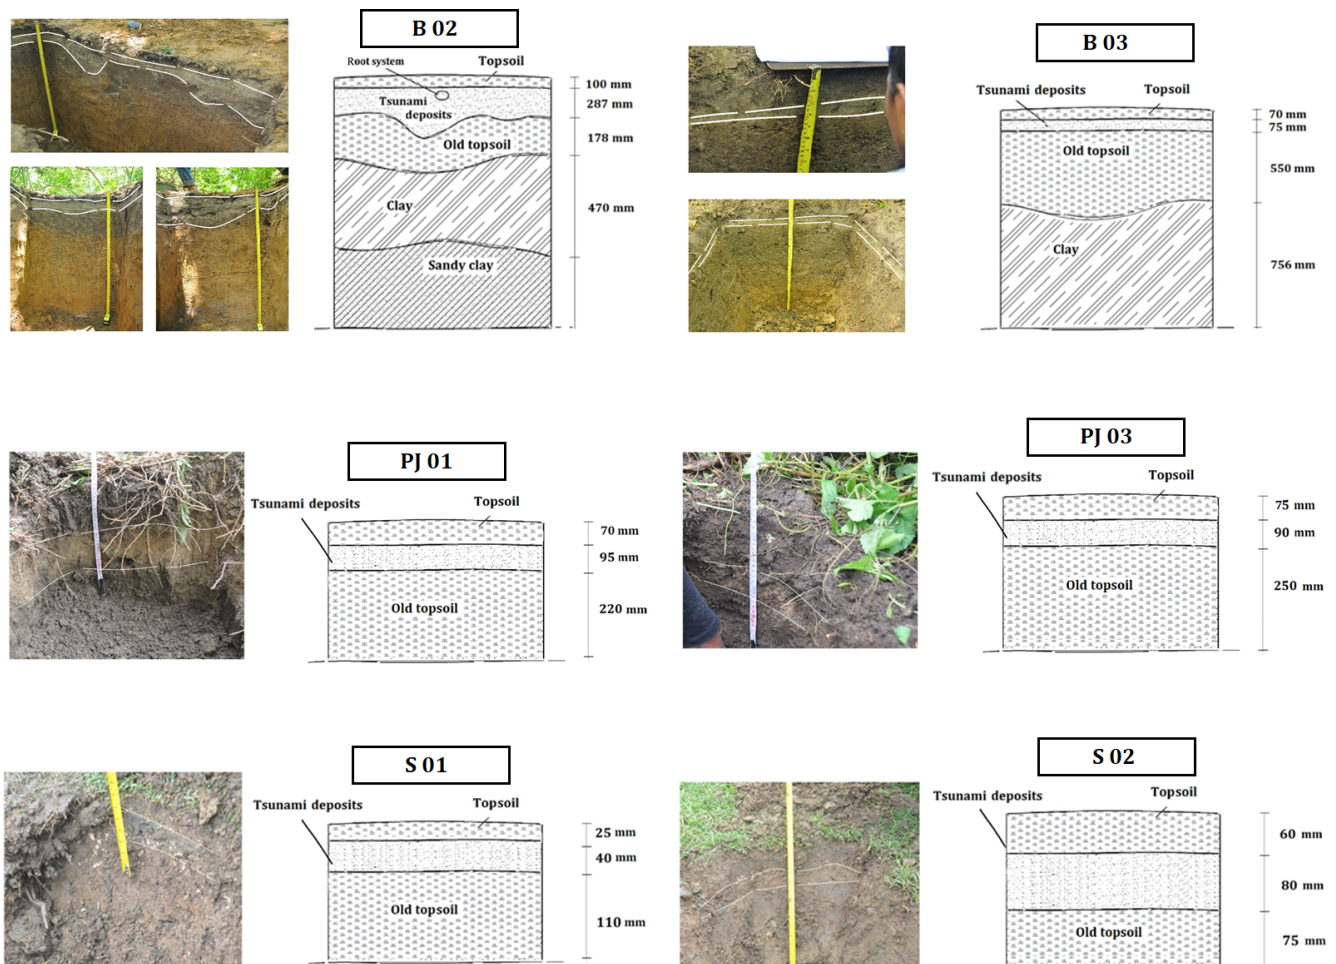 B 02
Root system
Topsoil
Tsunami
deposits
Old topsoil
Clay
Sandy clay
100 mm
287 mm
178 mm
470 mm
B 03
Tsunami deposits
Topsoil
Old topsoil
Clay
70 mm
75 mm
550 mm
756 mm
PJ 01
Tsunami deposits
Topsoil
Old topsoil
70 mm
95 mm
220 mm
PJ 03
Tsunami deposits
Topsoil
Old topsoil
75 mm
90 mm
250 mm
S 01
Tsunami deposits
Topsoil
Old topsoil
25 mm
40 mm
110 mm
S 02
Tsunami deposits
Topsoil
Old topsoil
60 mm
80 mm
75 mm